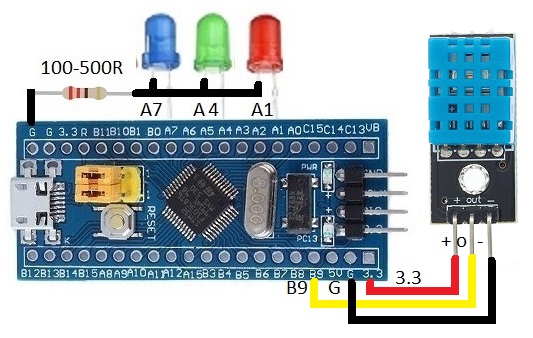 100-500R
A7 A4 A1
G G 3.3 R B11 B10 B1 B0 A7 A6 A5 A4 A3 A2 A1 A0 C15 C14 C13 VB
PWR
8.000
RESET
PC13
K
B12 B13 B14 B15 A8 A9 A10 A11 A12 A15 B3 B4 B5 B6 B7 B8 B9 5V G 3.3
+ out -
+ o -
B9 G 3.3